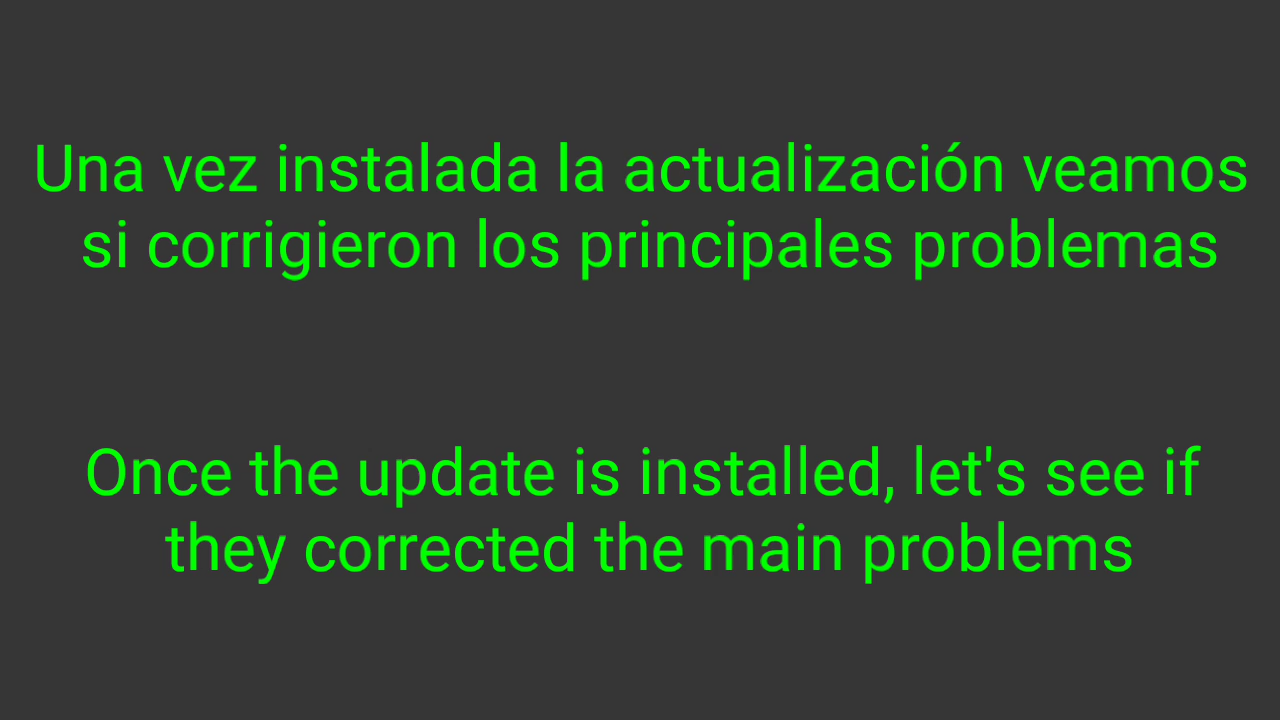 Una vez instalada la actualización veamos
si corrigieron los principales problemas
Once the update is installed, let's see if
they corrected the main problems